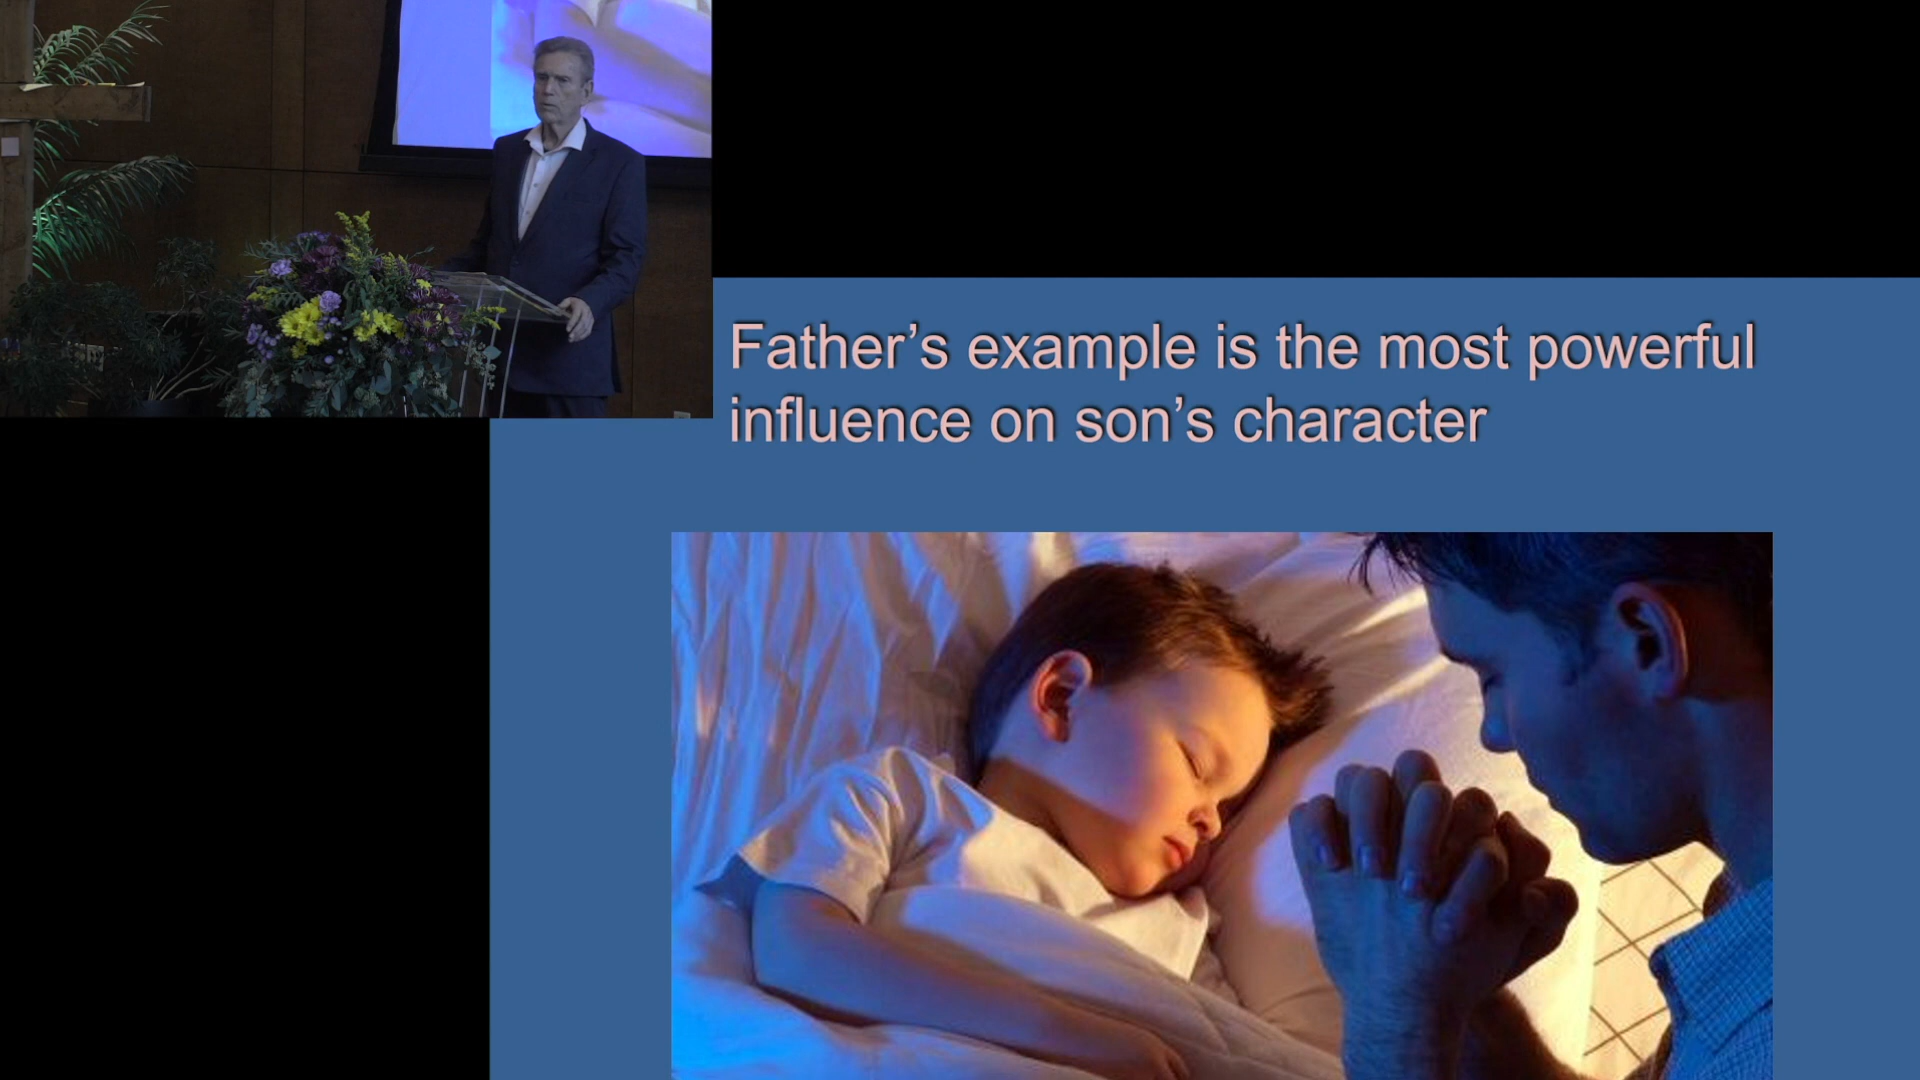 Father’s example is the most powerful
influence on son’s character